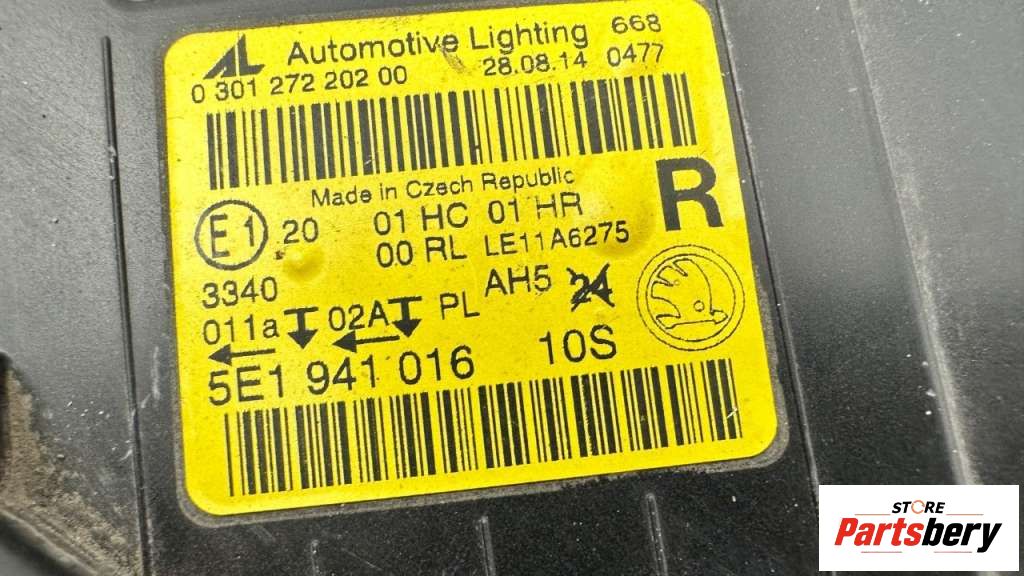 AL Automotive Lighting 668
0 301 272 202 00 28.08.14 0477
Made in Czech Republic
R
E1 .20 01 HC 01 HR
00 RL LE11A6275
3340 AH5 24
011a 02A PL
5E1 941 016 10S
STORE
Partsbery